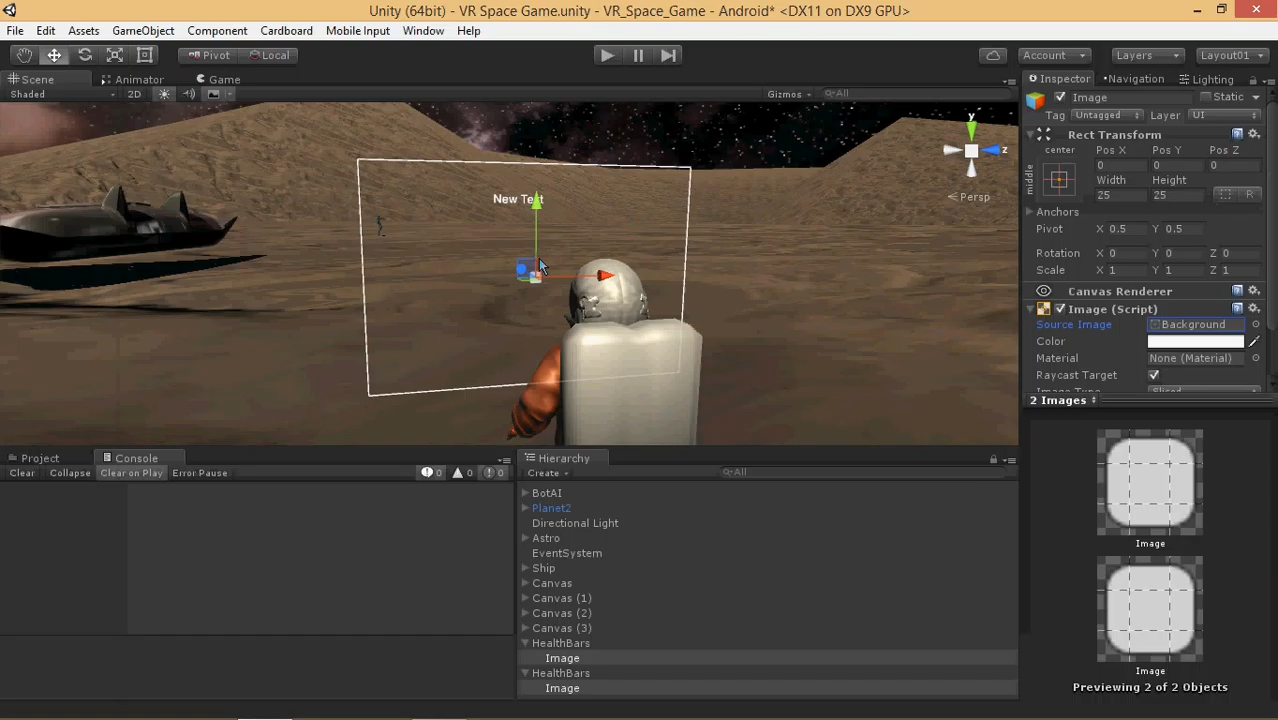 Unity (64bit) - VR Space Game.unity - VR_Space_Game - Android* <DX11 on DX9 GPU>
File Edit Assets GameObject Component Cardboard Mobile Input Window Help
Pivot Local Account Layers Layout01
Scene Animator Game Inspector Navigation Lighting
Shaded 2D Gizmos All
Image Static
Tag Untagged Layer UI
Rect Transform
center Pos X Pos Y Pos Z
middle 0 0 0
Width Height
25 25 R
Anchors
Pivot X 0.5 Y 0.5
Rotation X 0 Y 0 Z 0
Scale X 1 Y 1 Z 1
Canvas Renderer
Image (Script)
Source Image Background
Color
Material None (Material)
Raycast Target
Image Type Sliced
2 Images
y
z
Persp
New Text
Project Console Hierarchy
Clear Collapse Clear on Play Error Pause 0 0 0 Create All
BotAI
Planet2
Directional Light
Astro
EventSystem
Ship
Canvas
Canvas (1)
Canvas (2)
Canvas (3)
HealthBars
Image
HealthBars
Image
Image
Image
Previewing 2 of 2 Objects